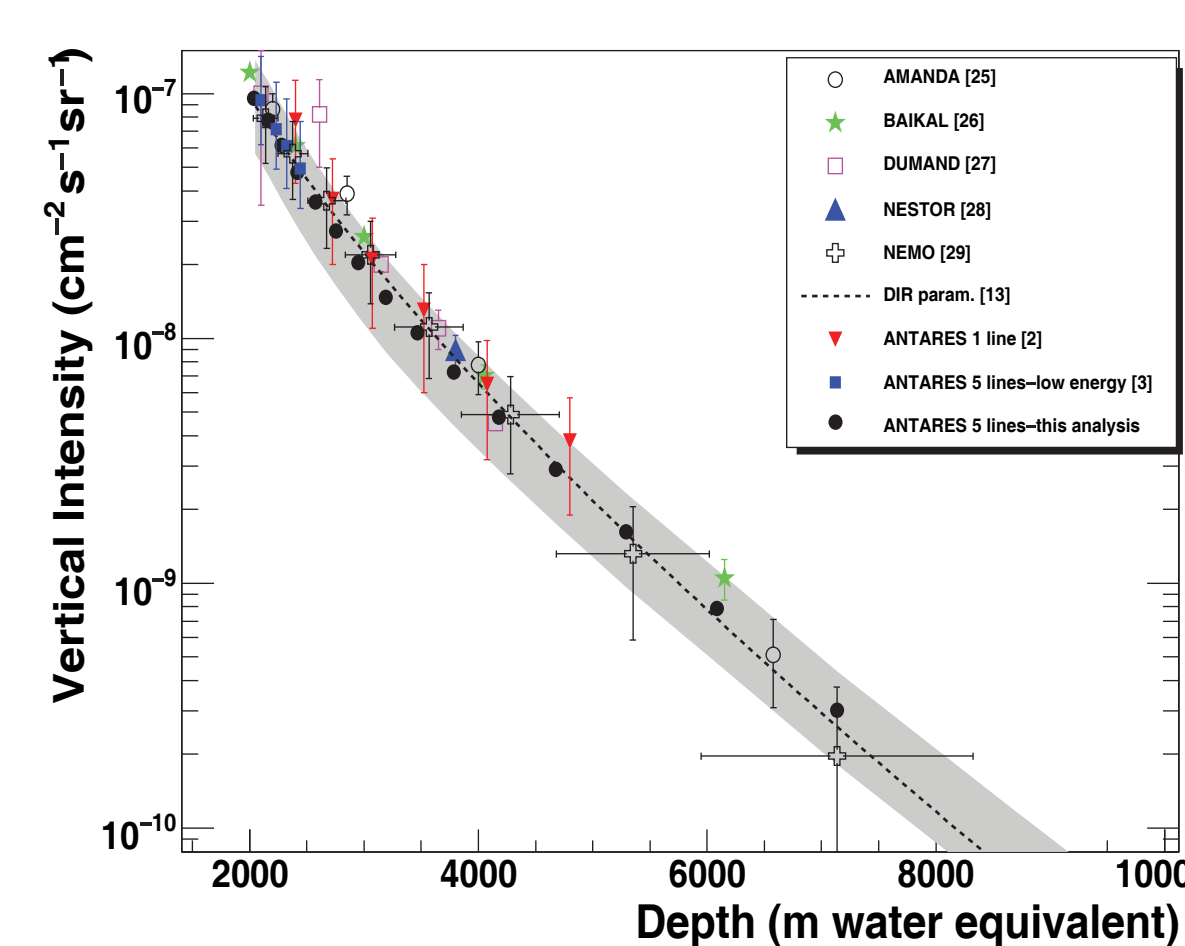 Vertical Intensity (cm−2s−1sr−1)
10−7
10−8
10−9
10−10
AMANDA [25]
BAIKAL [26]
DUMAND [27]
NESTOR [28]
NEMO [29]
DIR param. [13]
ANTARES 1 line [2]
ANTARES 5 lines−low energy [3]
ANTARES 5 lines−this analysis
2000 4000 6000 8000 1000
Depth (m water equivalent)